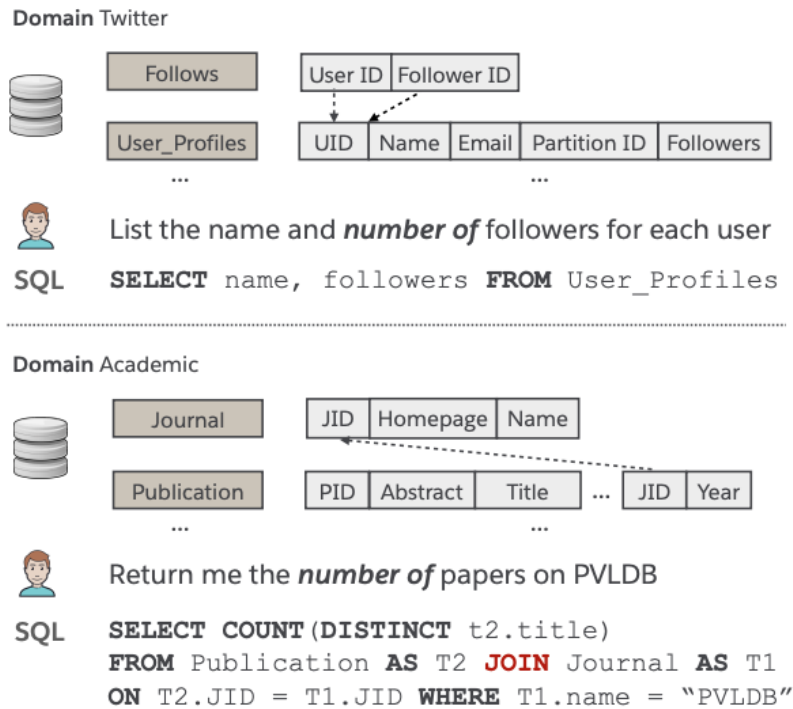 Domain Twitter
Follows User ID Follower ID
User_Profiles UID Name Email Partition ID Followers
... ...
List the name and number of followers for each user
SQL SELECT name, followers FROM User_Profiles
Domain Academic
Journal JID Homepage Name
Publication PID Abstract Title ... JID Year
... ...
Return me the number of papers on PVLDB
SQL SELECT COUNT(DISTINCT t2.title)
FROM Publication AS T2 JOIN Journal AS T1
ON T2.JID = T1.JID WHERE T1.name = “PVLDB”